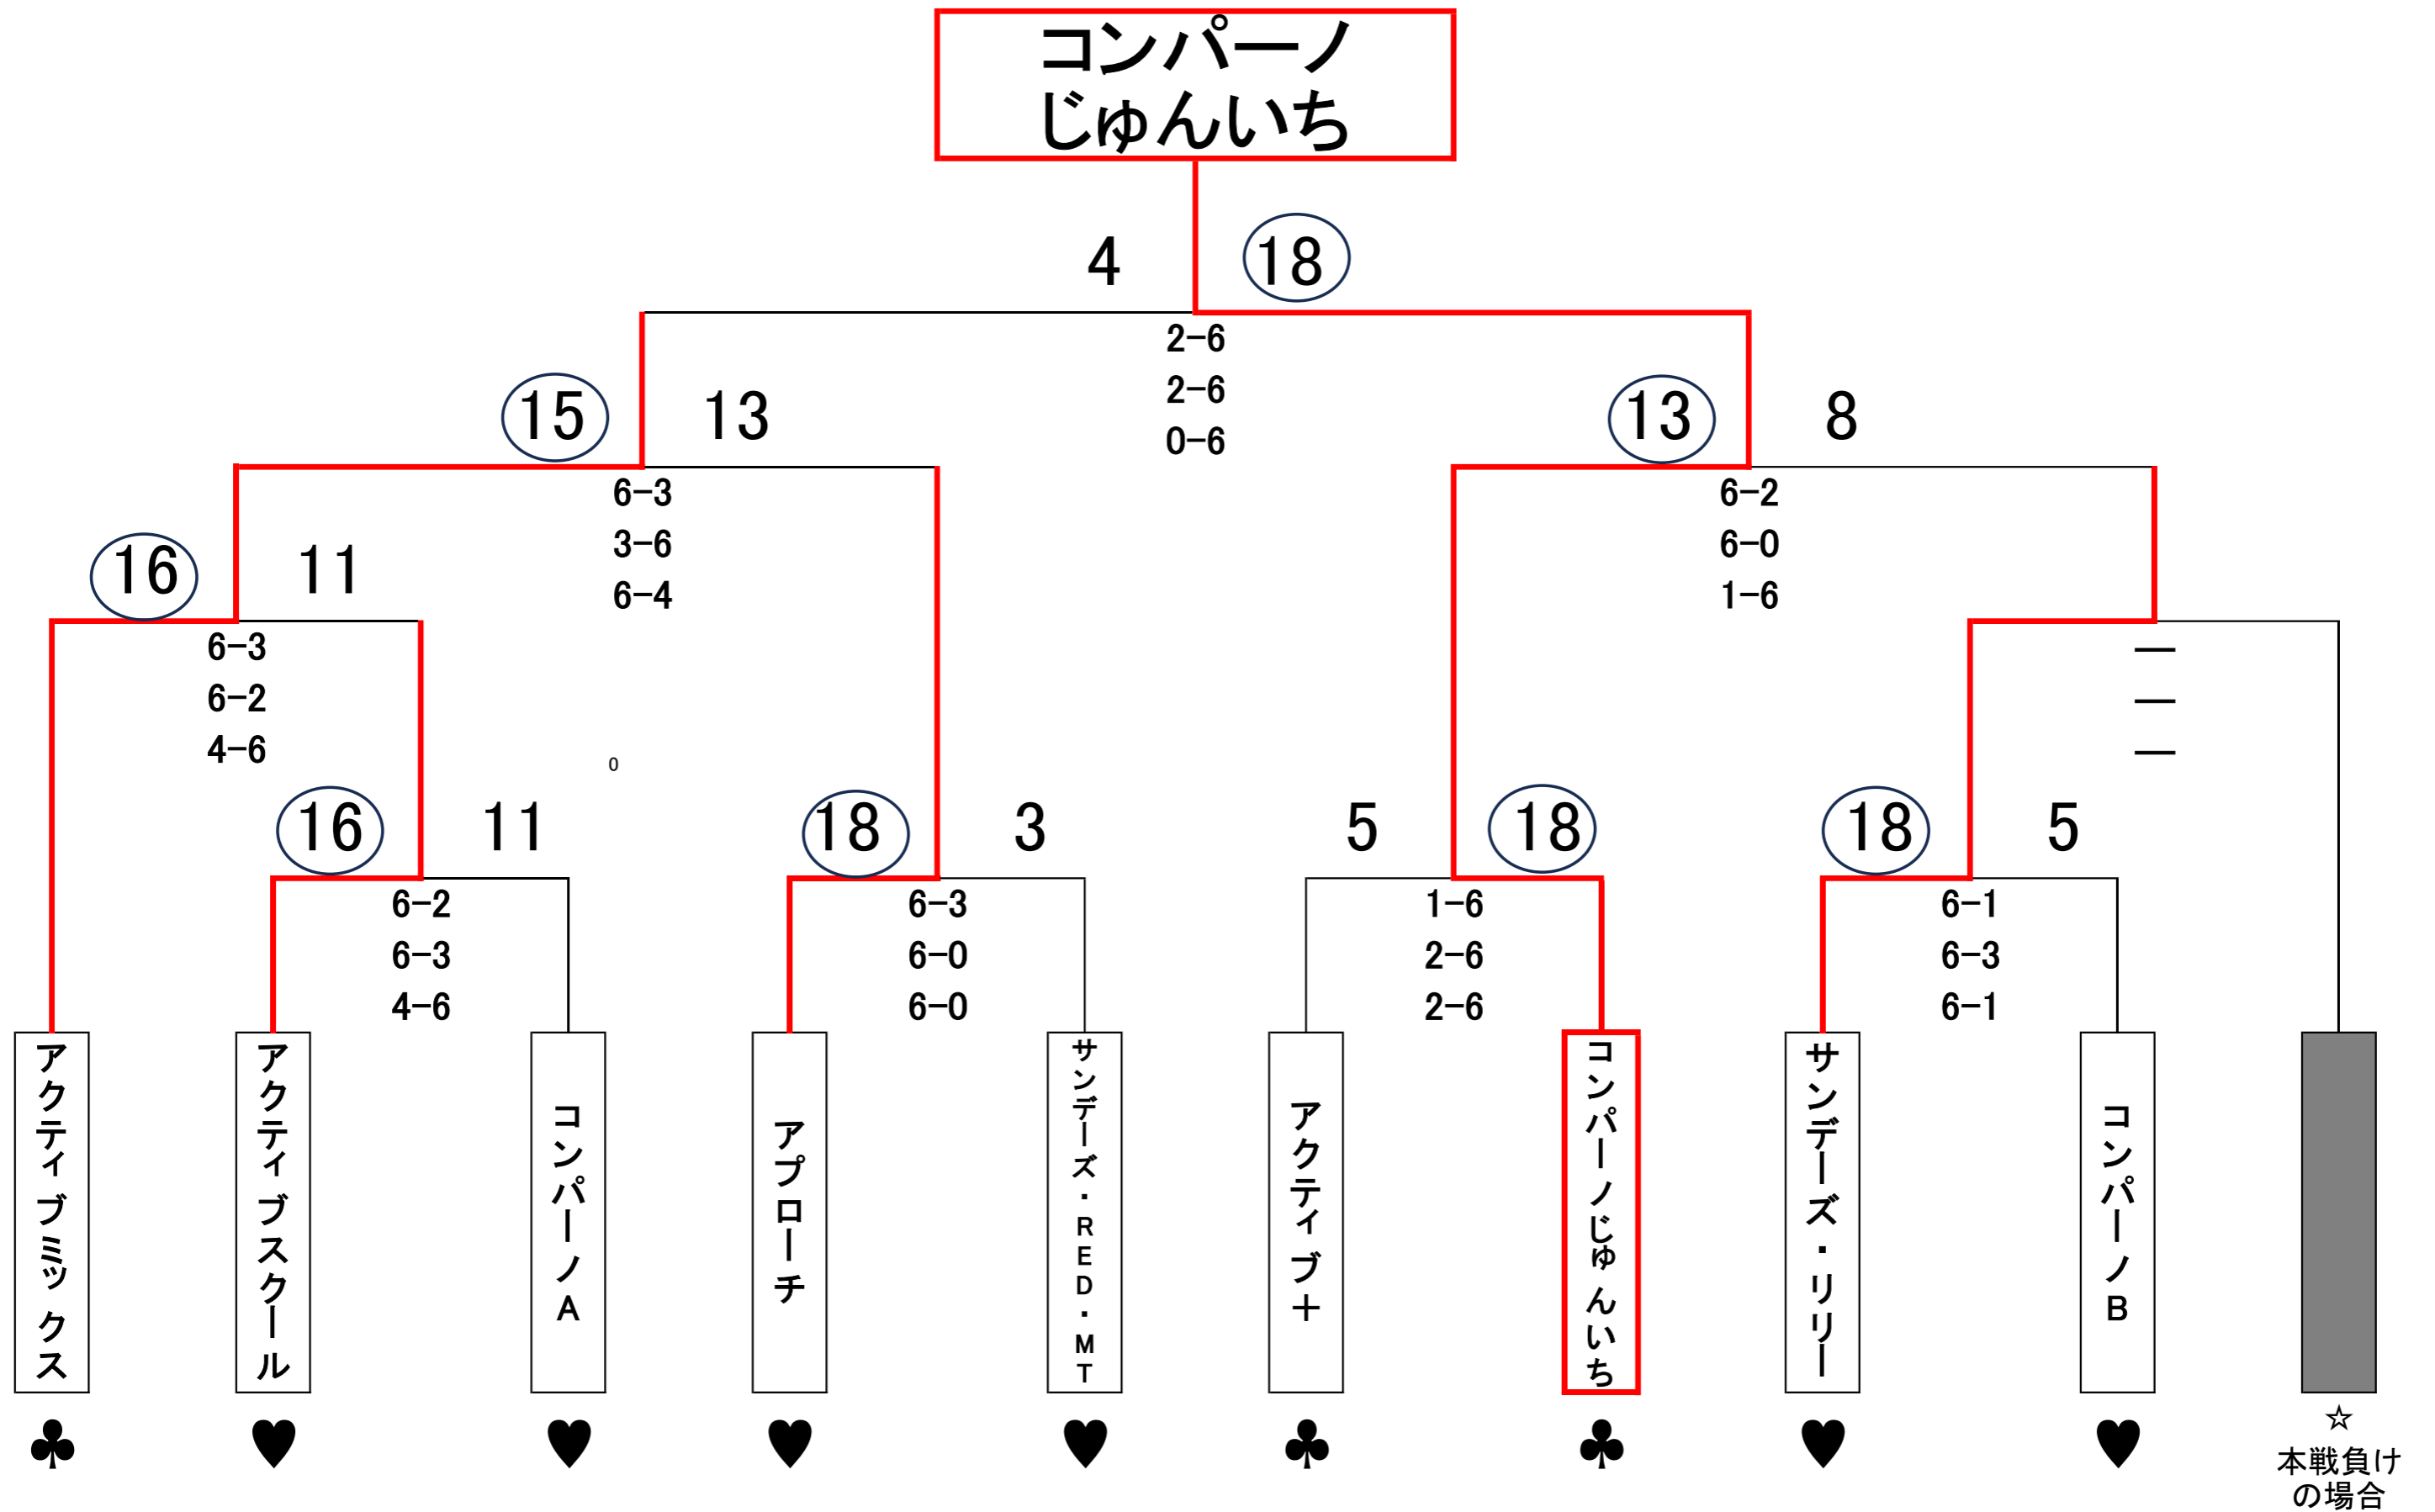 コンパーノ
じゅんいち
4 18
2-6
2-6
0-6
15 13
13 8
6-3
3-6
6-4
6-2
6-0
1-6
16 11
6-3
6-2
4-6
—
—
—
0
16 11
18 3
5 18
18 5
6-2
6-3
4-6
6-3
6-0
6-0
1-6
2-6
2-6
6-1
6-3
6-1
アクティブミックス
アクティブスクール
コンパーノA
アプローチ
サンデーズ・RED・MT
アクティブ+
コンパーノじゅんいち
サンデーズ・リリー
コンパーノB
♣ ♥ ♥ ♥ ♥ ♣ ♣ ♥ ♥
☆
本戦負け
の場合